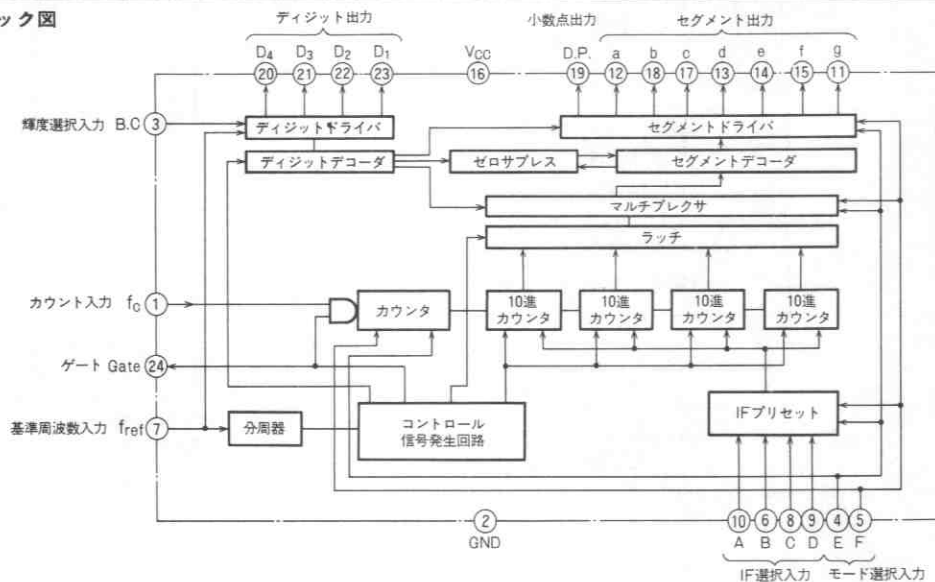 ック図
ディジット出力
小数点出力
セグメント出力
D4 D3 D2 D1 VCC D.P. a b c d e f g
20 21 22 23 16 19 12 18 17 13 14 15 11
輝度選択入力 B.C 3
ディジットドライバ
セグメントドライバ
ディジットデコーダ
ゼロサプレス
セグメントデコーダ
マルチプレクサ
ラッチ
カウント入力 fC 1
カウンタ
10進
カウンタ
10進
カウンタ
10進
カウンタ
10進
カウンタ
ゲート Gate 24
基準周波数入力 fref 7
分周器
コントロール
信号発生回路
IFプリセット
2
GND
10 6 8 9 4 5
A B C D E F
IF選択入力 モード選択入力